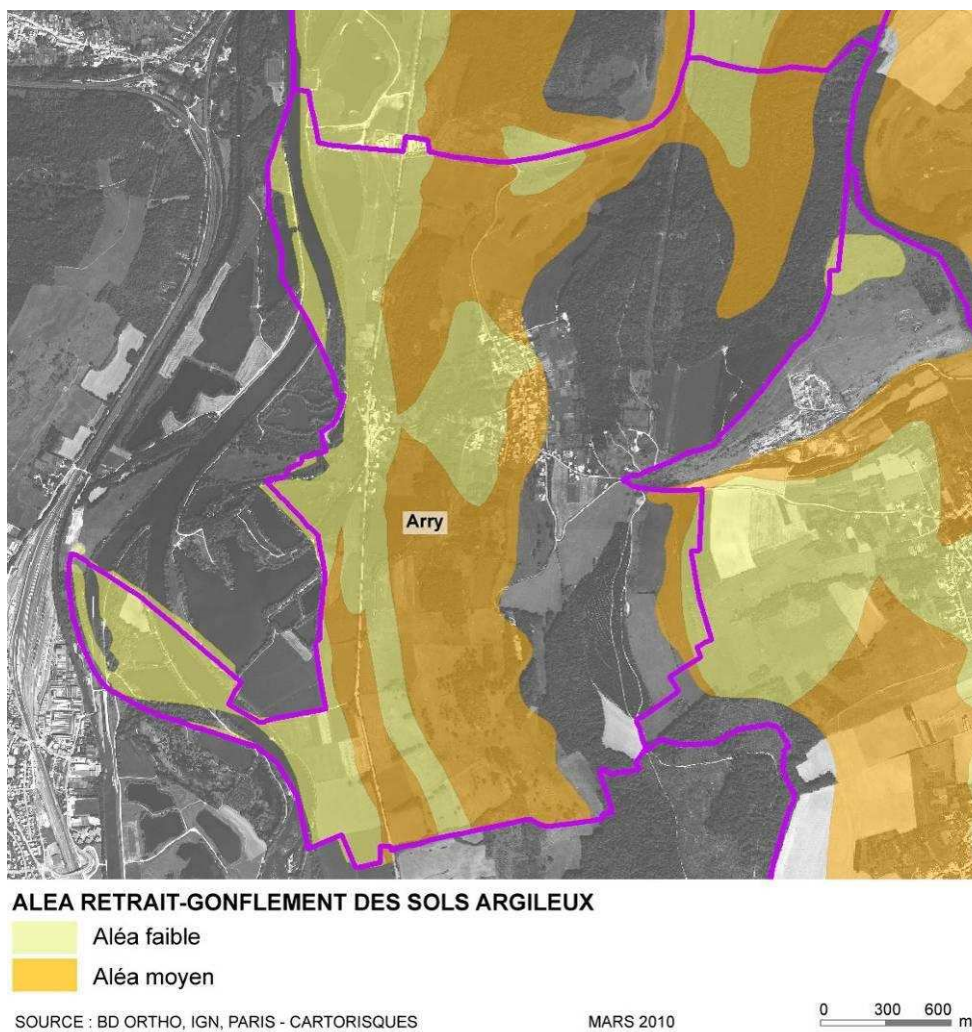 Arry
ALEA RETRAIT-GONFLEMENT DES SOLS ARGILEUX
Aléa faible
Aléa moyen
SOURCE : BD ORTHO, IGN, PARIS - CARTORISQUES
MARS 2010
0 300 600 m